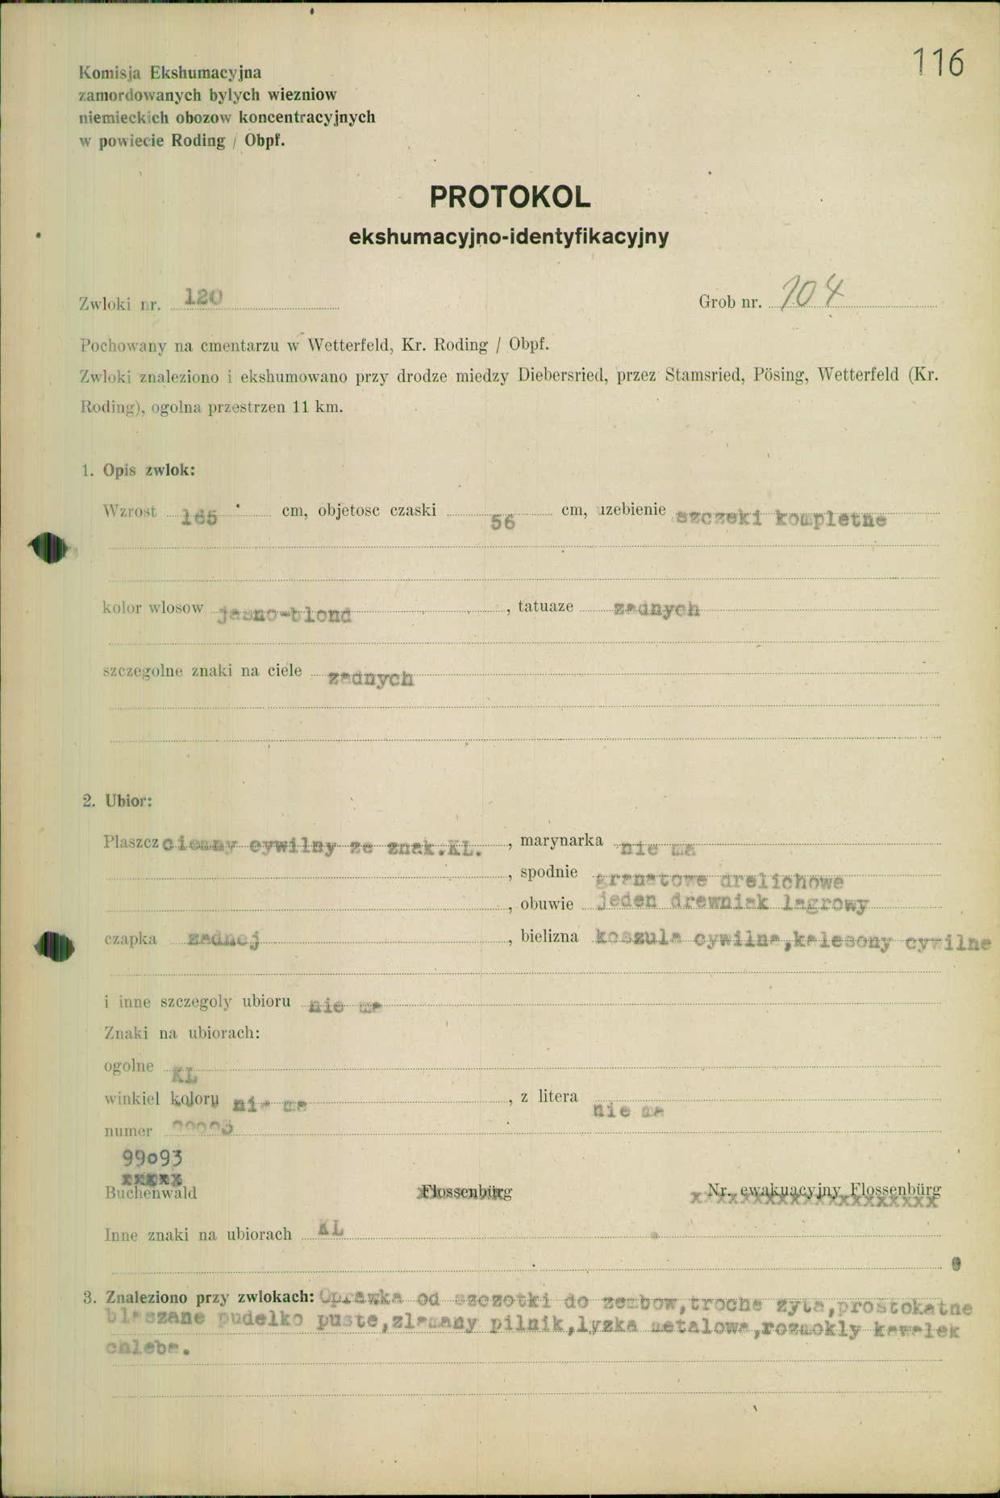 116
Komisja Ekshumacyjna
zamordowanych bylych wiezniow
niemieckich obozow koncentracyjnych
w powiecie Roding / Obpf.
PROTOKOL
ekshumacyjno-identyfikacyjny
Zwloki nr. 120 Grob nr. 104
Pochowany na cmentarzu w Wetterfeld, Kr. Roding / Obpf.
Zwloki znaleziono i ekshumowano przy drodze miedzy Diebersried, przez Stamsried, Pösing, Wetterfeld (Kr.
Roding), ogolna przestrzen 11 km.
1. Opis zwlok:
Wzrost 165 cm, objetosc czaski 56 cm, uzebienie szczeki kompletne
kolor wlosow jasno-blond , tatuaze zadnych
szczegolne znaki na ciele zadnych
2. Ubior:
Plaszcz ciemny cywilny ze znak.KL. , marynarka nie ma
, spodnie granatowe drelichowe
, obuwie jeden drewniak lagrowy
czapka zadnej , bielizna koszula cywilna,kalesony cywilne
i inne szczegoly ubioru nie ma
Znaki na ubiorach:
ogolne KL
winkiel koloru nie ma , z litera nie ma
numer
99093
xxxxx
Buchenwald Flossenbürg Nr. ewakuacyjny Flossenbürg
Inne znaki na ubiorach KL
3. Znaleziono przy zwlokach: Oprawka od szczotki do zembow,troche zyta,prostokatne
blaszane pudelko puste,zlamany pilnik,lyzka metalowa,rozmokly kawalek
chleba.